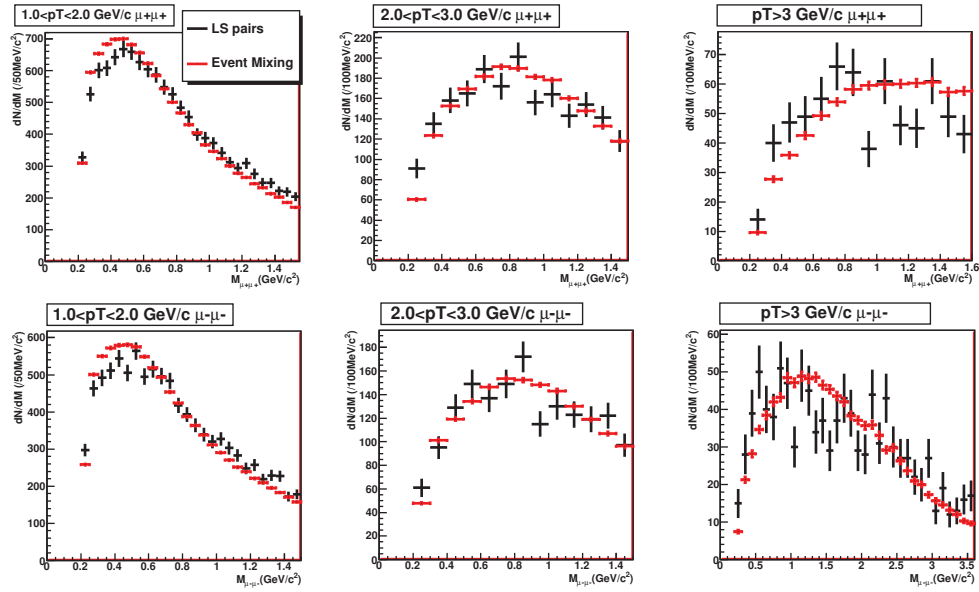 1.0<pT<2.0 GeV/c μ+μ+
LS pairs
Event Mixing
dN/dM (/50MeV/c²)
700
600
500
400
300
200
100
0
0 0.2 0.4 0.6 0.8 1 1.2 1.4
M μ+μ+ (GeV/c²)
2.0<pT<3.0 GeV/c μ+μ+
dN/dM (/100MeV/c²)
220
200
180
160
140
120
100
80
60
40
20
0
0 0.2 0.4 0.6 0.8 1 1.2 1.4
M μ+μ+ (GeV/c²)
pT>3 GeV/c μ+μ+
dN/dM (/100MeV/c²)
70
60
50
40
30
20
10
0
0 0.2 0.4 0.6 0.8 1 1.2 1.4 1.6
M μ+μ+ (GeV/c²)
1.0<pT<2.0 GeV/c μ-μ-
dN/dM (/50MeV/c²)
600
500
400
300
200
100
0
0 0.2 0.4 0.6 0.8 1 1.2 1.4
M μ-μ- (GeV/c²)
2.0<pT<3.0 GeV/c μ-μ-
dN/dM (/100MeV/c²)
180
160
140
120
100
80
60
40
20
0
0 0.2 0.4 0.6 0.8 1 1.2 1.4
M μ-μ- (GeV/c²)
pT>3 GeV/c μ-μ-
dN/dM (/100MeV/c²)
60
50
40
30
20
10
0
0 0.5 1 1.5 2 2.5 3 3.5
M μ-μ- (GeV/c²)